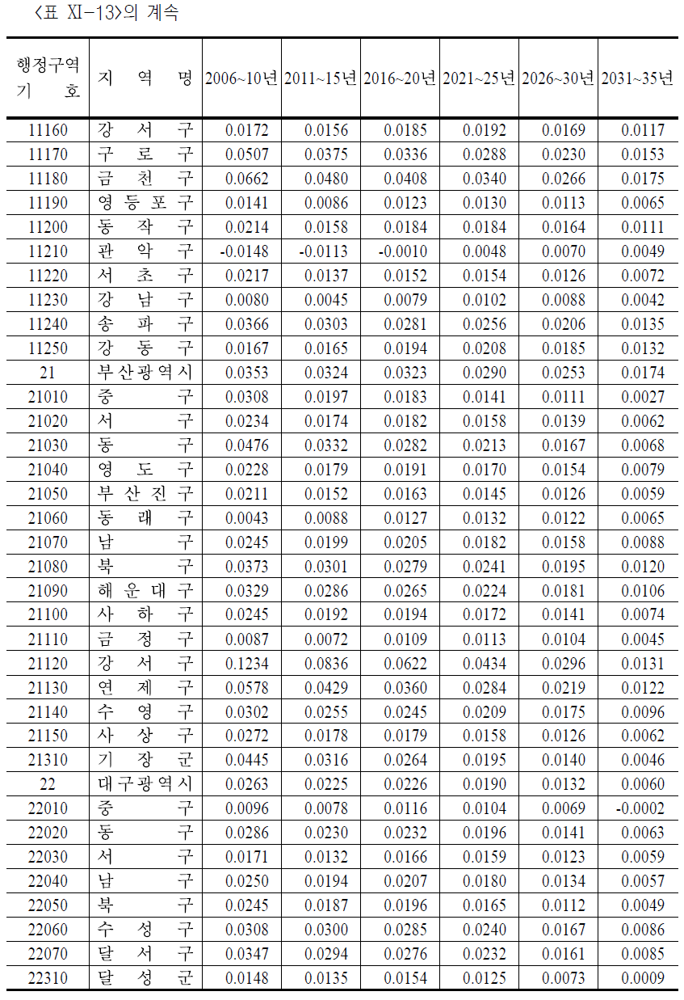 <표 XI-13>의 계속
행정구역 기 호 지 역 명 2006~10년 2011~15년 2016~20년 2021~25년 2026~30년 2031~35년
11160 강 서 구 0.0172 0.0156 0.0185 0.0192 0.0169 0.0117
11170 구 로 구 0.0507 0.0375 0.0336 0.0288 0.0230 0.0153
11180 금 천 구 0.0662 0.0480 0.0408 0.0340 0.0266 0.0175
11190 영 등 포 구 0.0141 0.0086 0.0123 0.0130 0.0113 0.0065
11200 동 작 구 0.0214 0.0158 0.0184 0.0184 0.0164 0.0111
11210 관 악 구 -0.0148 -0.0113 -0.0010 0.0048 0.0070 0.0049
11220 서 초 구 0.0217 0.0137 0.0152 0.0154 0.0126 0.0072
11230 강 남 구 0.0080 0.0045 0.0079 0.0102 0.0088 0.0042
11240 송 파 구 0.0366 0.0303 0.0281 0.0256 0.0206 0.0135
11250 강 동 구 0.0167 0.0165 0.0194 0.0208 0.0185 0.0132
21 부산광역시 0.0353 0.0324 0.0323 0.0290 0.0253 0.0174
21010 중 구 0.0308 0.0197 0.0183 0.0141 0.0111 0.0027
21020 서 구 0.0234 0.0174 0.0182 0.0158 0.0139 0.0062
21030 동 구 0.0476 0.0332 0.0282 0.0213 0.0167 0.0068
21040 영 도 구 0.0228 0.0179 0.0191 0.0170 0.0154 0.0079
21050 부 산 진 구 0.0211 0.0152 0.0163 0.0145 0.0126 0.0059
21060 동 래 구 0.0043 0.0088 0.0127 0.0132 0.0122 0.0065
21070 남 구 0.0245 0.0199 0.0205 0.0182 0.0158 0.0088
21080 북 구 0.0373 0.0301 0.0279 0.0241 0.0195 0.0120
21090 해 운 대 구 0.0329 0.0286 0.0265 0.0224 0.0181 0.0106
21100 사 하 구 0.0245 0.0192 0.0194 0.0172 0.0141 0.0074
21110 금 정 구 0.0087 0.0072 0.0109 0.0113 0.0104 0.0045
21120 강 서 구 0.1234 0.0836 0.0622 0.0434 0.0296 0.0131
21130 연 제 구 0.0578 0.0429 0.0360 0.0284 0.0219 0.0122
21140 수 영 구 0.0302 0.0255 0.0245 0.0209 0.0175 0.0096
21150 사 상 구 0.0272 0.0178 0.0179 0.0158 0.0126 0.0062
21310 기 장 군 0.0445 0.0316 0.0264 0.0195 0.0140 0.0046
22 대구광역시 0.0263 0.0225 0.0226 0.0190 0.0132 0.0060
22010 중 구 0.0096 0.0078 0.0116 0.0104 0.0069 -0.0002
22020 동 구 0.0286 0.0230 0.0232 0.0196 0.0141 0.0063
22030 서 구 0.0171 0.0132 0.0166 0.0159 0.0123 0.0059
22040 남 구 0.0250 0.0194 0.0207 0.0180 0.0134 0.0057
22050 북 구 0.0245 0.0187 0.0196 0.0165 0.0112 0.0049
22060 수 성 구 0.0308 0.0300 0.0285 0.0240 0.0167 0.0086
22070 달 서 구 0.0347 0.0294 0.0276 0.0232 0.0161 0.0085
22310 달 성 군 0.0148 0.0135 0.0154 0.0125 0.0073 0.0009